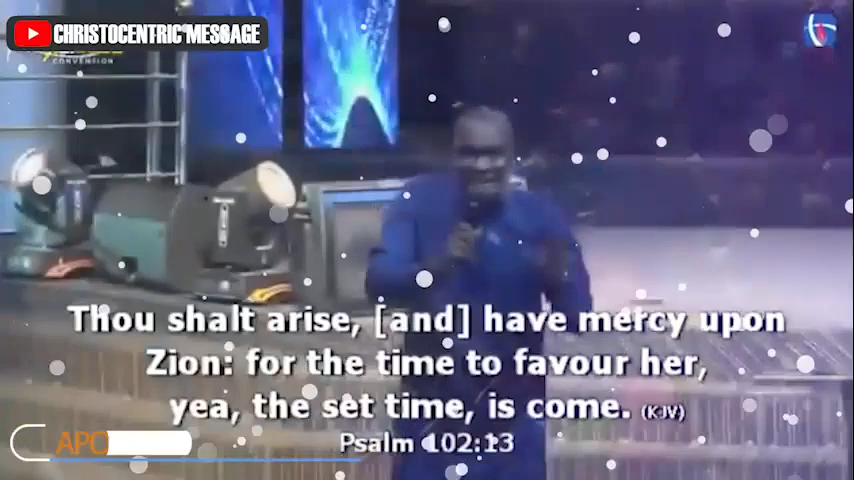 CHRISTOCENTRIC MESSAGE
CONVENTION
Thou shalt arise, [and] have mercy upon
Zion: for the time to favour her,
yea, the set time, is come. (KJV)
Psalm 102:13
APO